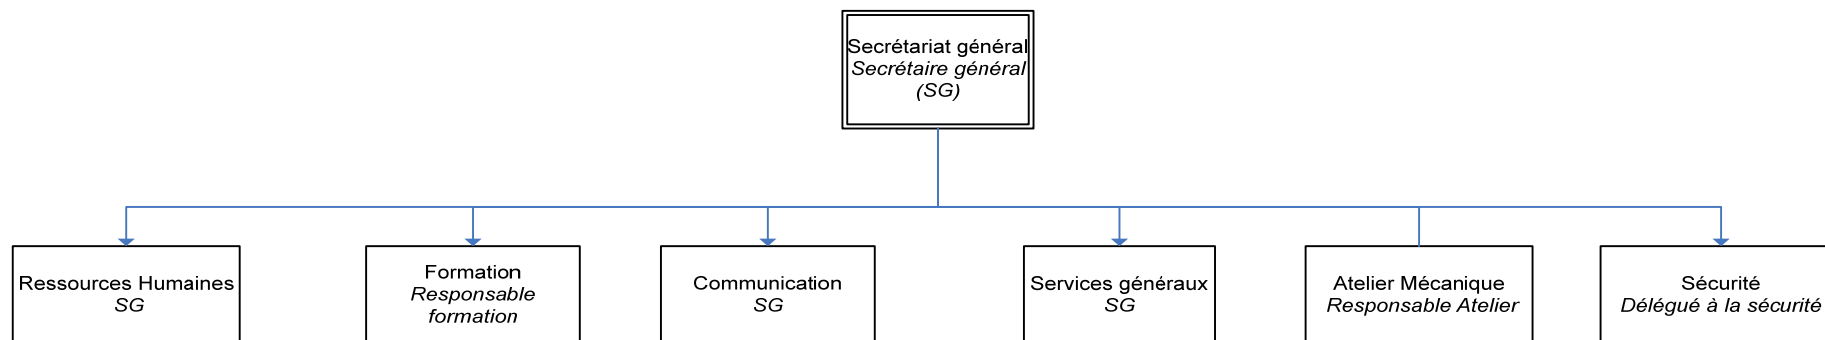 Secrétariat général
Secrétaire général
(SG)
Ressources Humaines
SG
Formation
Responsable
formation
Communication
SG
Services généraux
SG
Atelier Mécanique
Responsable Atelier
Sécurité
Délégué à la sécurité